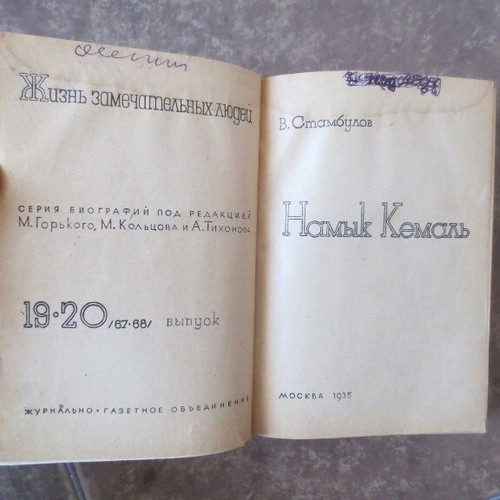 Жизнь замечательных людей
серия биографий под редакцией
М. Горького, М. Кольцова и А. Тихонова
19·20 /67·68/ выпуск
журнально·газетное объединение
В. Стамбулов
Намык Кемаль
Москва 1935